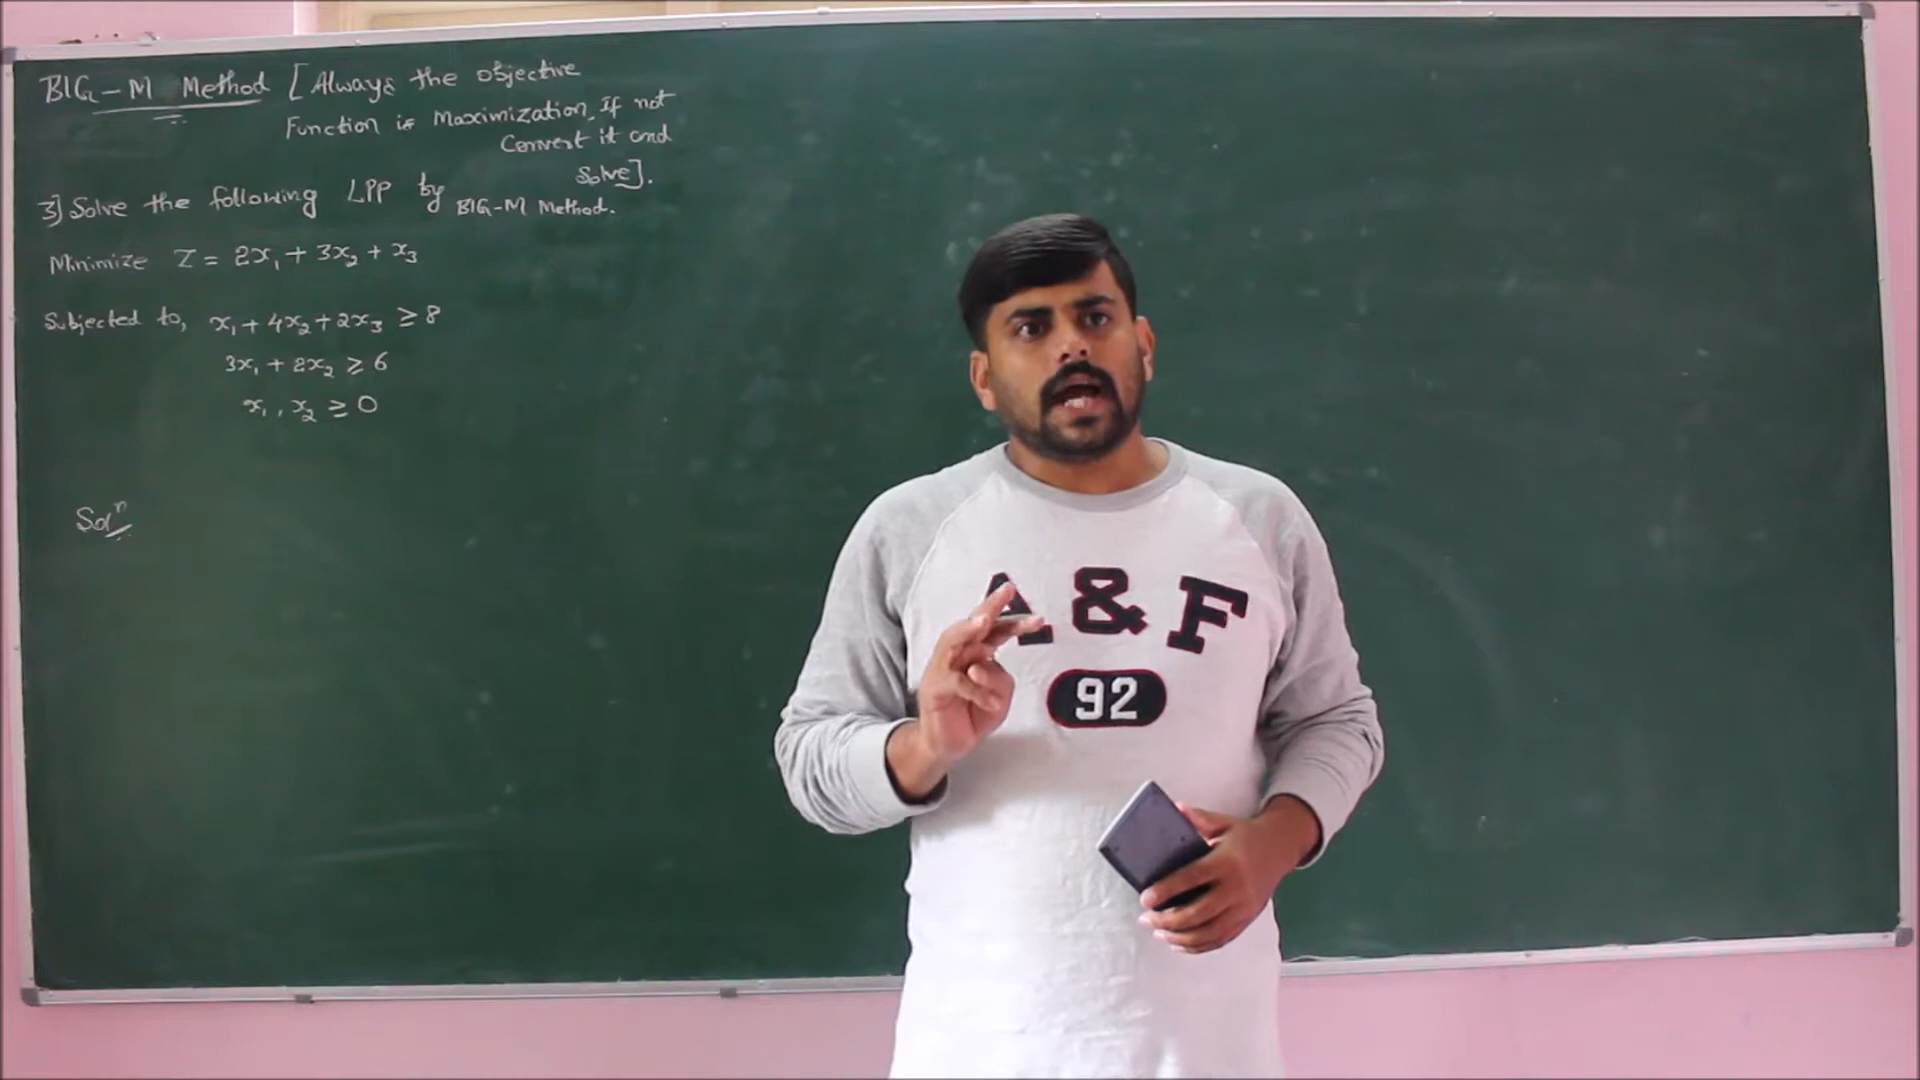 BIG-M Method [Always the objective
Function is Maximization, If not
Convert it and
Solve].
3] Solve the following LPP by BIG-M Method.
Minimize Z = 2x₁ + 3x₂ + x₃
Subjected to, x₁ + 4x₂ + 2x₃ ≥ 8
3x₁ + 2x₂ ≥ 6
x₁, x₂ ≥ 0
Solⁿ
A & F
92